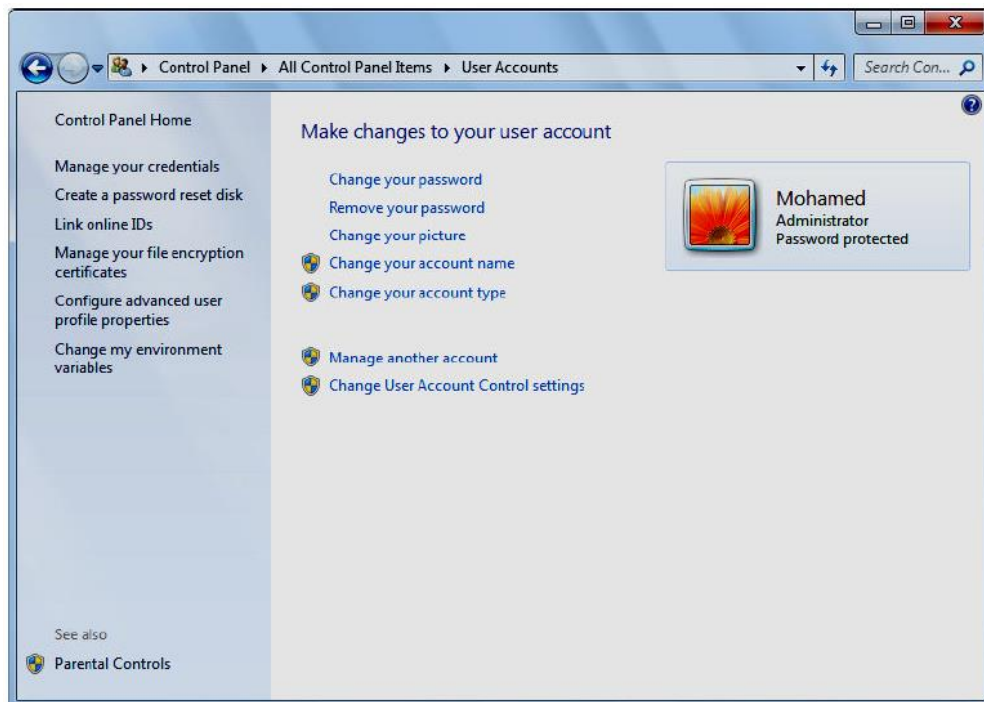 Control Panel
All Control Panel Items
User Accounts
Search Con...
Control Panel Home
Manage your credentials
Create a password reset disk
Link online IDs
Manage your file encryption
certificates
Configure advanced user
profile properties
Change my environment
variables
See also
Parental Controls
Make changes to your user account
Change your password
Remove your password
Change your picture
Change your account name
Change your account type
Manage another account
Change User Account Control settings
Mohamed
Administrator
Password protected